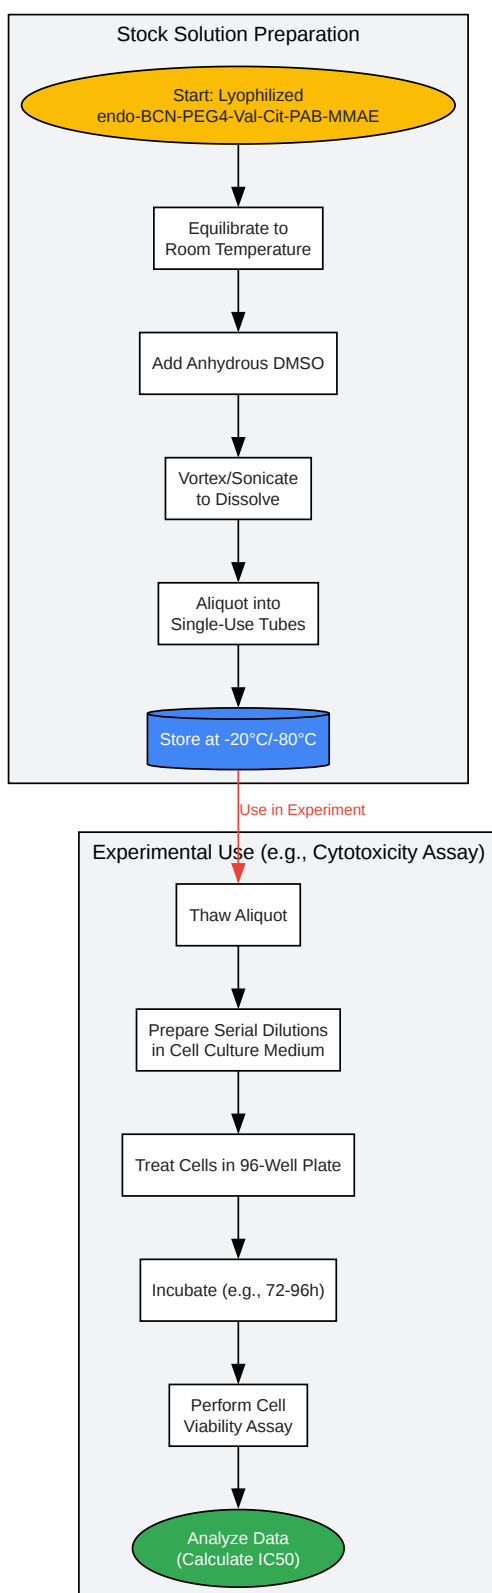 Stock Solution Preparation
Start: Lyophilized
endo-BCN-PEG4-Val-Cit-PAB-MMAE
Equilibrate to
Room Temperature
Add Anhydrous DMSO
Vortex/Sonicate
to Dissolve
Aliquot into
Single-Use Tubes
Store at -20°C/-80°C
Use in Experiment
Experimental Use (e.g., Cytotoxicity Assay)
Thaw Aliquot
Prepare Serial Dilutions
in Cell Culture Medium
Treat Cells in 96-Well Plate
Incubate (e.g., 72-96h)
Perform Cell
Viability Assay
Analyze Data
(Calculate IC50)